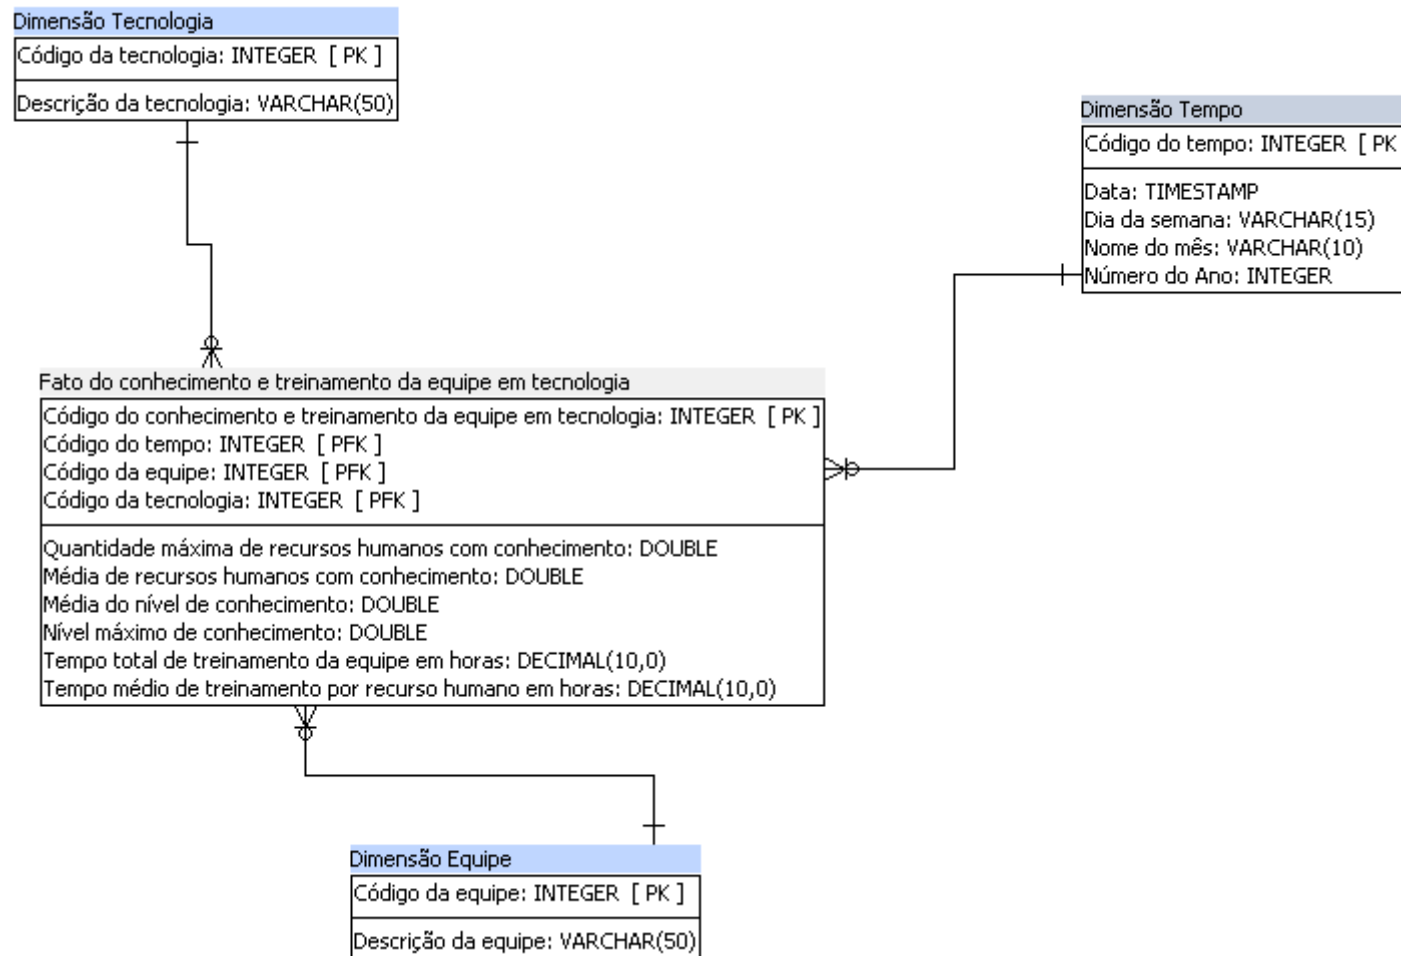 Dimensão Tecnologia
Código da tecnologia: INTEGER [ PK ]
Descrição da tecnologia: VARCHAR(50)
Dimensão Tempo
Código do tempo: INTEGER [ PK
Data: TIMESTAMP
Dia da semana: VARCHAR(15)
Nome do mês: VARCHAR(10)
Número do Ano: INTEGER
Fato do conhecimento e treinamento da equipe em tecnologia
Código do conhecimento e treinamento da equipe em tecnologia: INTEGER [ PK ]
Código do tempo: INTEGER [ PFK ]
Código da equipe: INTEGER [ PFK ]
Código da tecnologia: INTEGER [ PFK ]
Quantidade máxima de recursos humanos com conhecimento: DOUBLE
Média de recursos humanos com conhecimento: DOUBLE
Média do nível de conhecimento: DOUBLE
Nível máximo de conhecimento: DOUBLE
Tempo total de treinamento da equipe em horas: DECIMAL(10,0)
Tempo médio de treinamento por recurso humano em horas: DECIMAL(10,0)
Dimensão Equipe
Código da equipe: INTEGER [ PK ]
Descrição da equipe: VARCHAR(50)